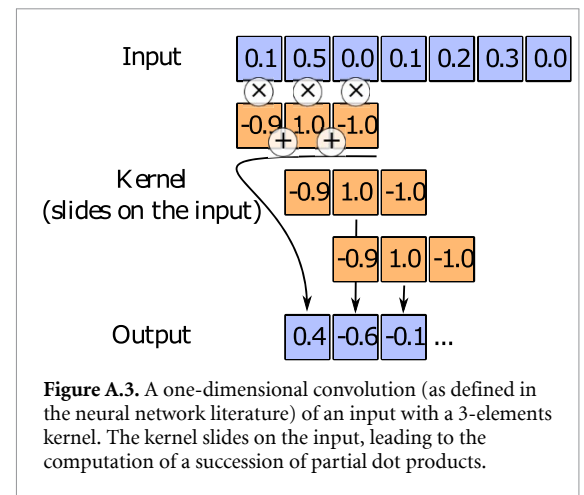 Input 0.1 0.5 0.0 0.1 0.2 0.3 0.0
× × ×
-0.9 1.0 -1.0
+ +
Kernel
(slides on the input)
-0.9 1.0 -1.0
-0.9 1.0 -1.0
Output 0.4 -0.6 -0.1 ...
Figure A.3. A one-dimensional convolution (as defined in
the neural network literature) of an input with a 3-elements
kernel. The kernel slides on the input, leading to the
computation of a succession of partial dot products.